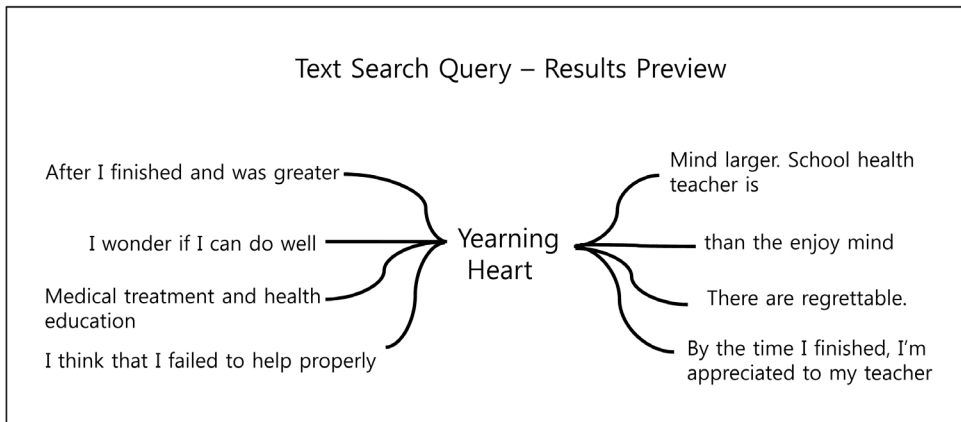 Text Search Query – Results Preview
After I finished and was greater
I wonder if I can do well
Medical treatment and health
education
I think that I failed to help properly
Yearning
Heart
Mind larger. School health
teacher is
than the enjoy mind
There are regrettable.
By the time I finished, I’m
appreciated to my teacher